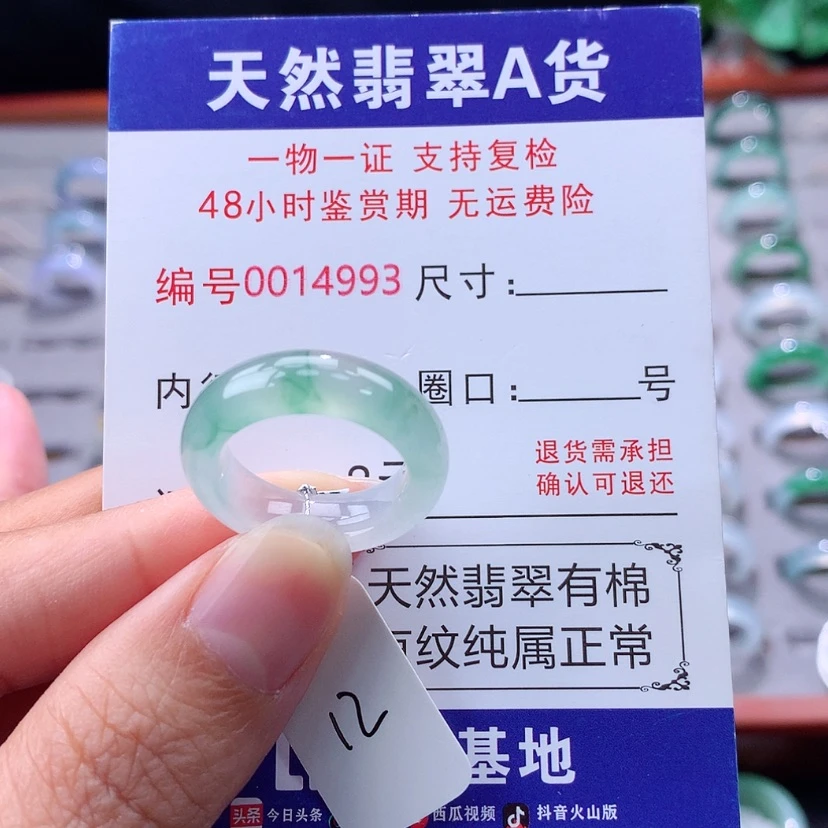 天然翡翠A货
一物一证 支持复检
48小时鉴赏期 无运费险
编号0014993 尺寸:
内 圈口: 号
退货需承担
确认可退还
天然翡翠有棉
纹纯属正常
12
基地
头条 今日头条 西瓜视频 抖音火山版